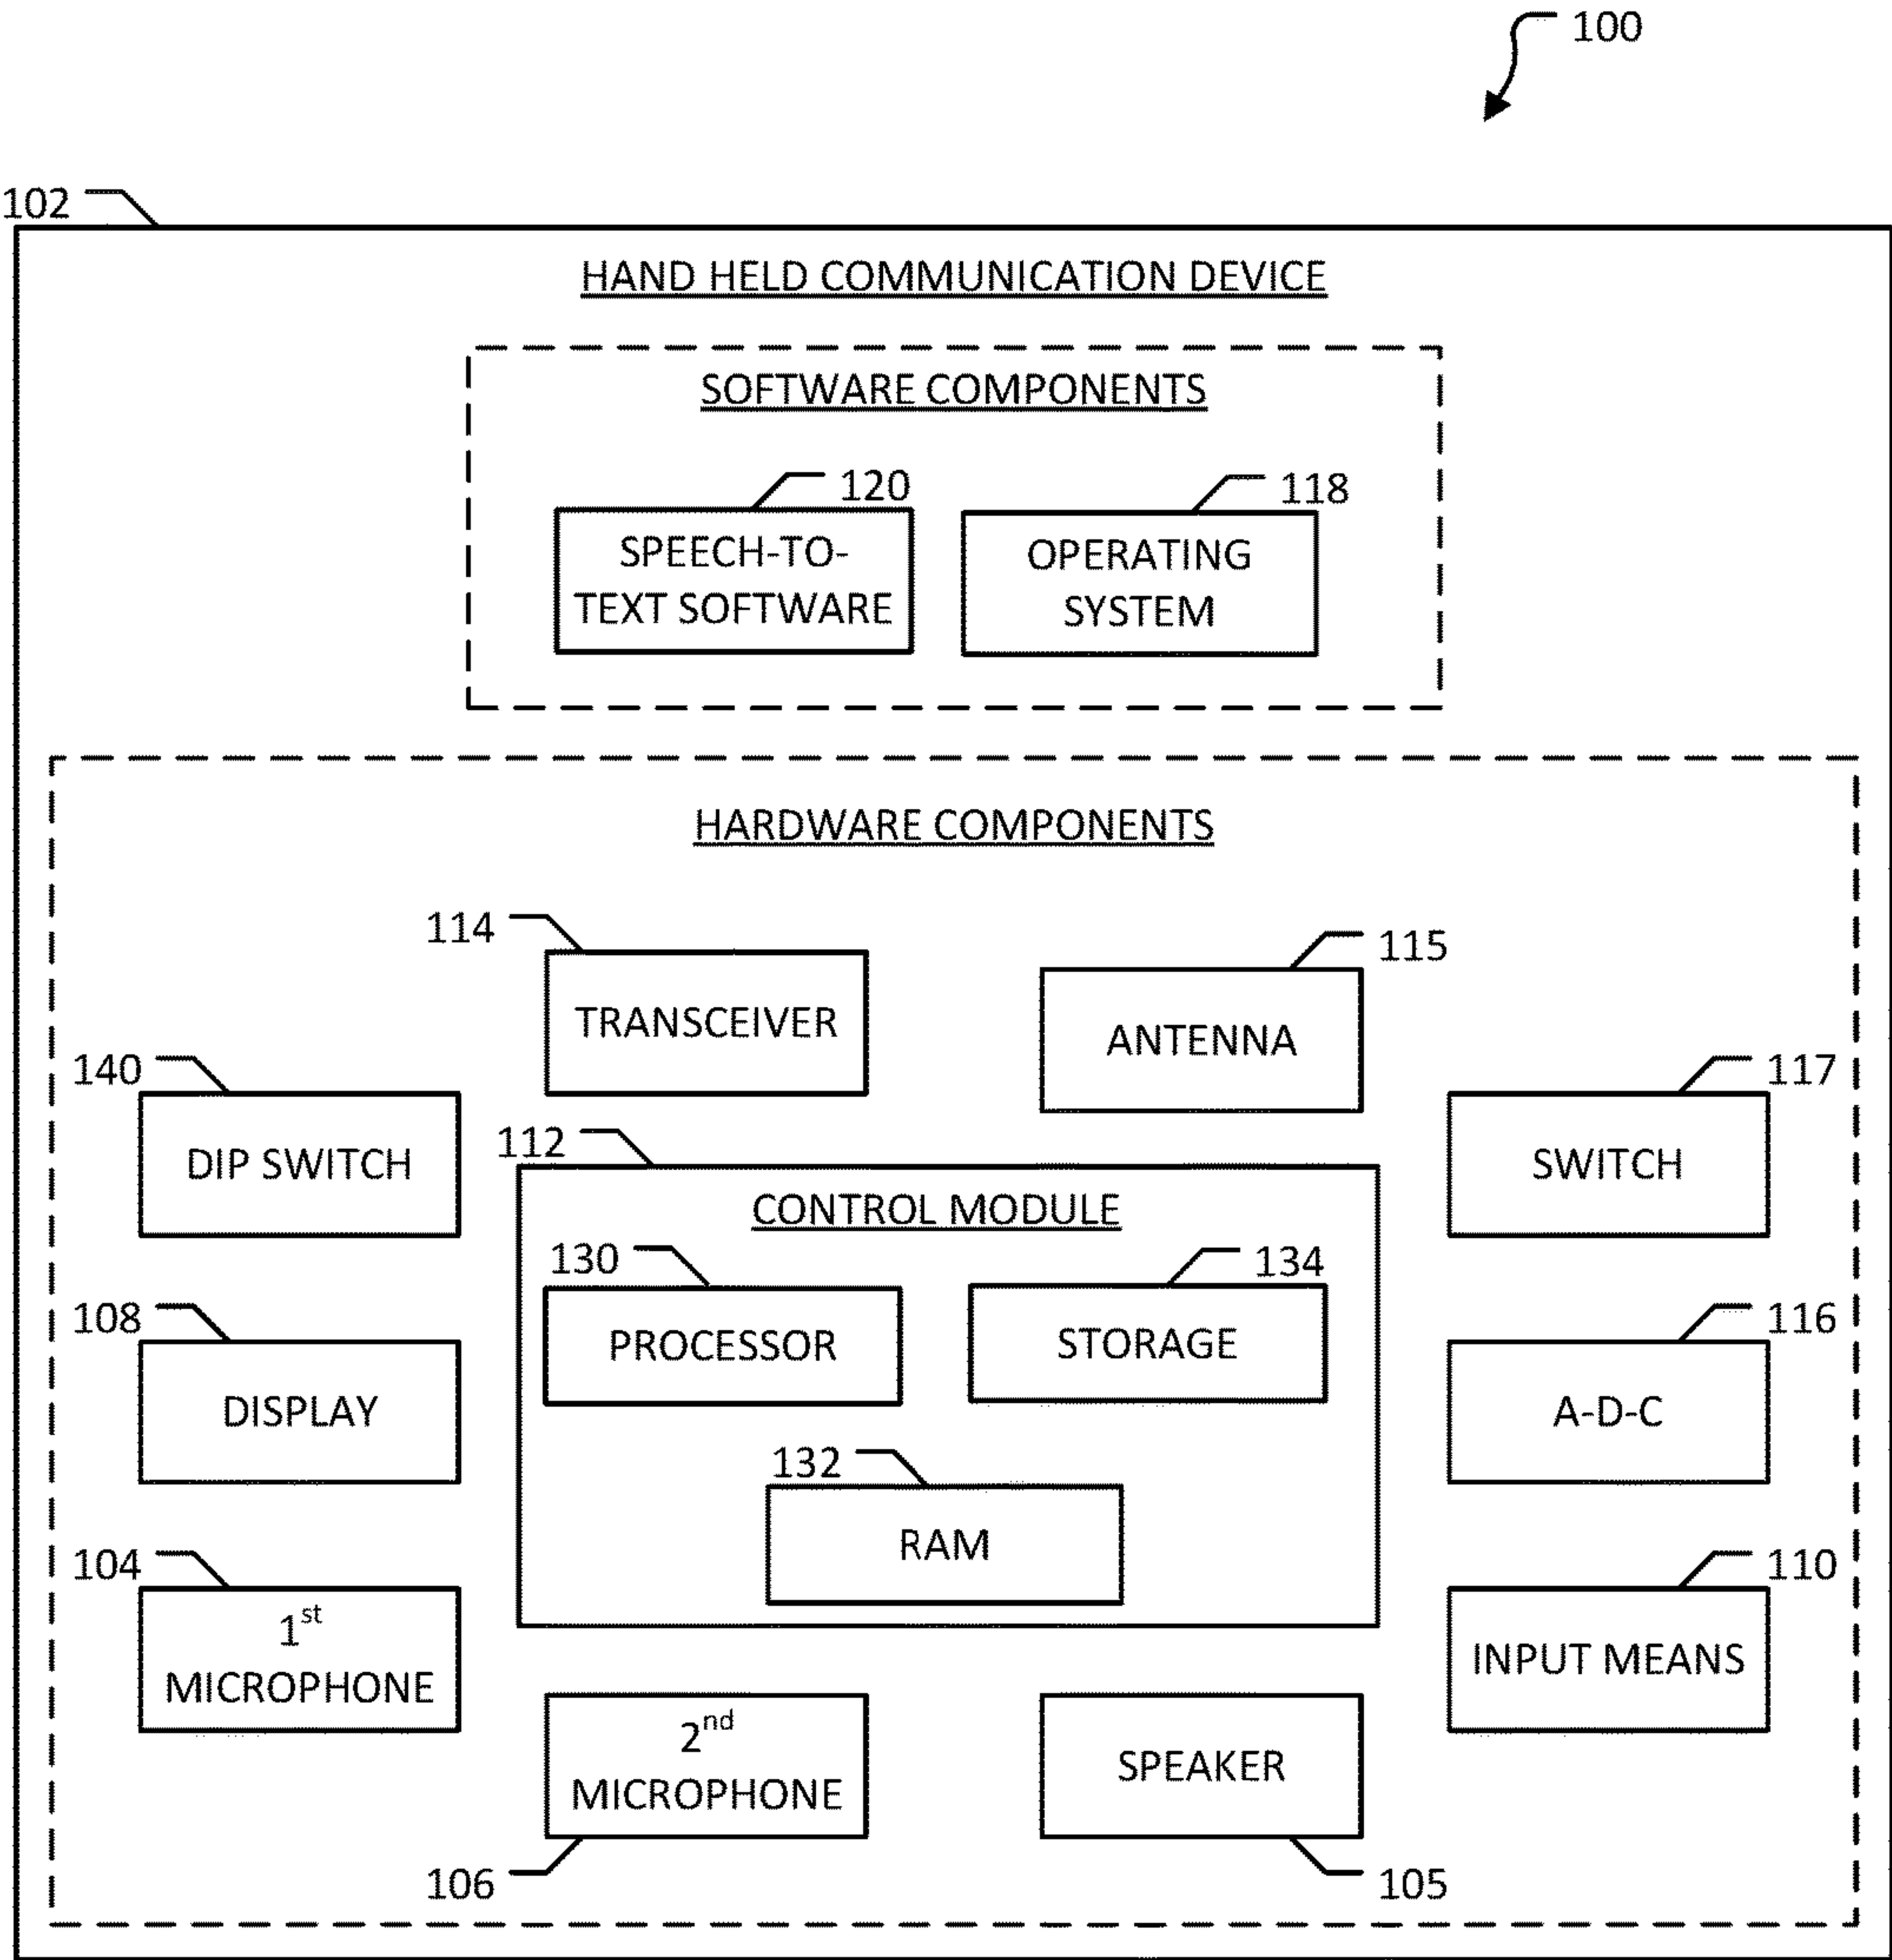 100
102
HAND HELD COMMUNICATION DEVICE
SOFTWARE COMPONENTS
120
SPEECH-TO-
TEXT SOFTWARE
118
OPERATING
SYSTEM
HARDWARE COMPONENTS
114
TRANSCEIVER
115
ANTENNA
140
DIP SWITCH
117
SWITCH
112
CONTROL MODULE
130
PROCESSOR
134
STORAGE
132
RAM
108
DISPLAY
116
A-D-C
104
1st
MICROPHONE
110
INPUT MEANS
2nd
MICROPHONE
106
SPEAKER
105